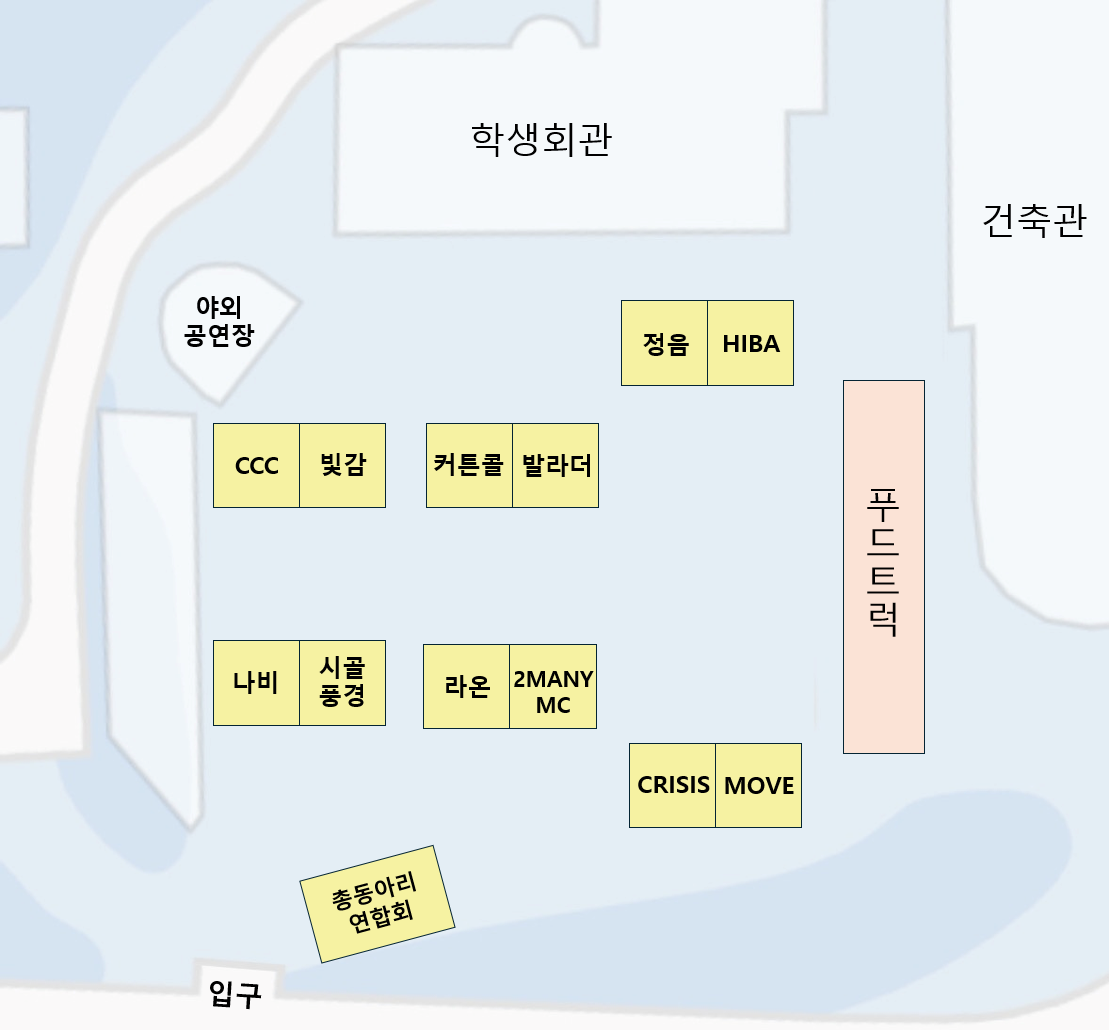 학생회관
건축관
야외
공연장
정음
HIBA
CCC
빛감
커튼콜
발라더
푸드트럭
나비
시골
풍경
라온
2MANY
MC
CRISIS
MOVE
총동아리
연합회
입구